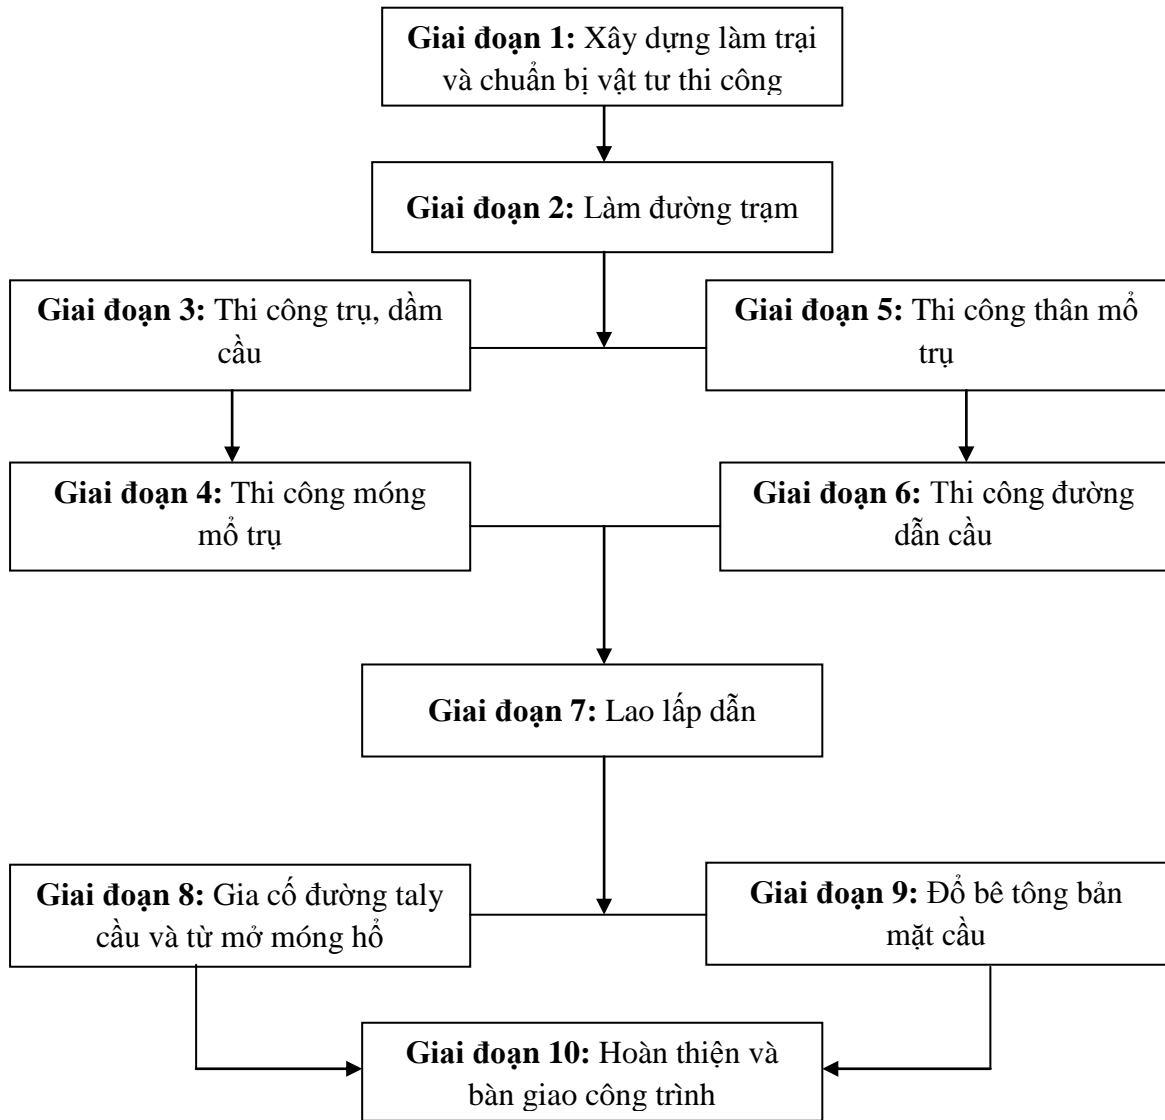 Giai đoạn 1: Xây dựng làm trại
và chuẩn bị vật tư thi công
Giai đoạn 2: Làm đường trạm
Giai đoạn 3: Thi công trụ, dầm
cầu
Giai đoạn 5: Thi công thân mổ
trụ
Giai đoạn 4: Thi công móng
mổ trụ
Giai đoạn 6: Thi công đường
dẫn cầu
Giai đoạn 7: Lao lắp dẫn
Giai đoạn 8: Gia cố đường taly
cầu và từ mở móng hổ
Giai đoạn 9: Đổ bê tông bản
mặt cầu
Giai đoạn 10: Hoàn thiện và
bàn giao công trình